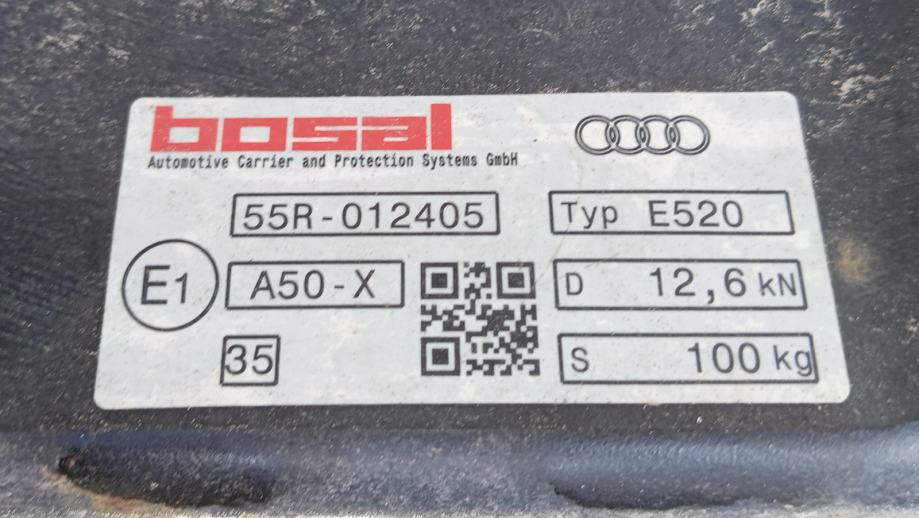 bosal
Automotive Carrier and Protection Systems GmbH
55R-012405
Typ E520
E1
A50-X
D 12,6 kN
35
S 100 kg